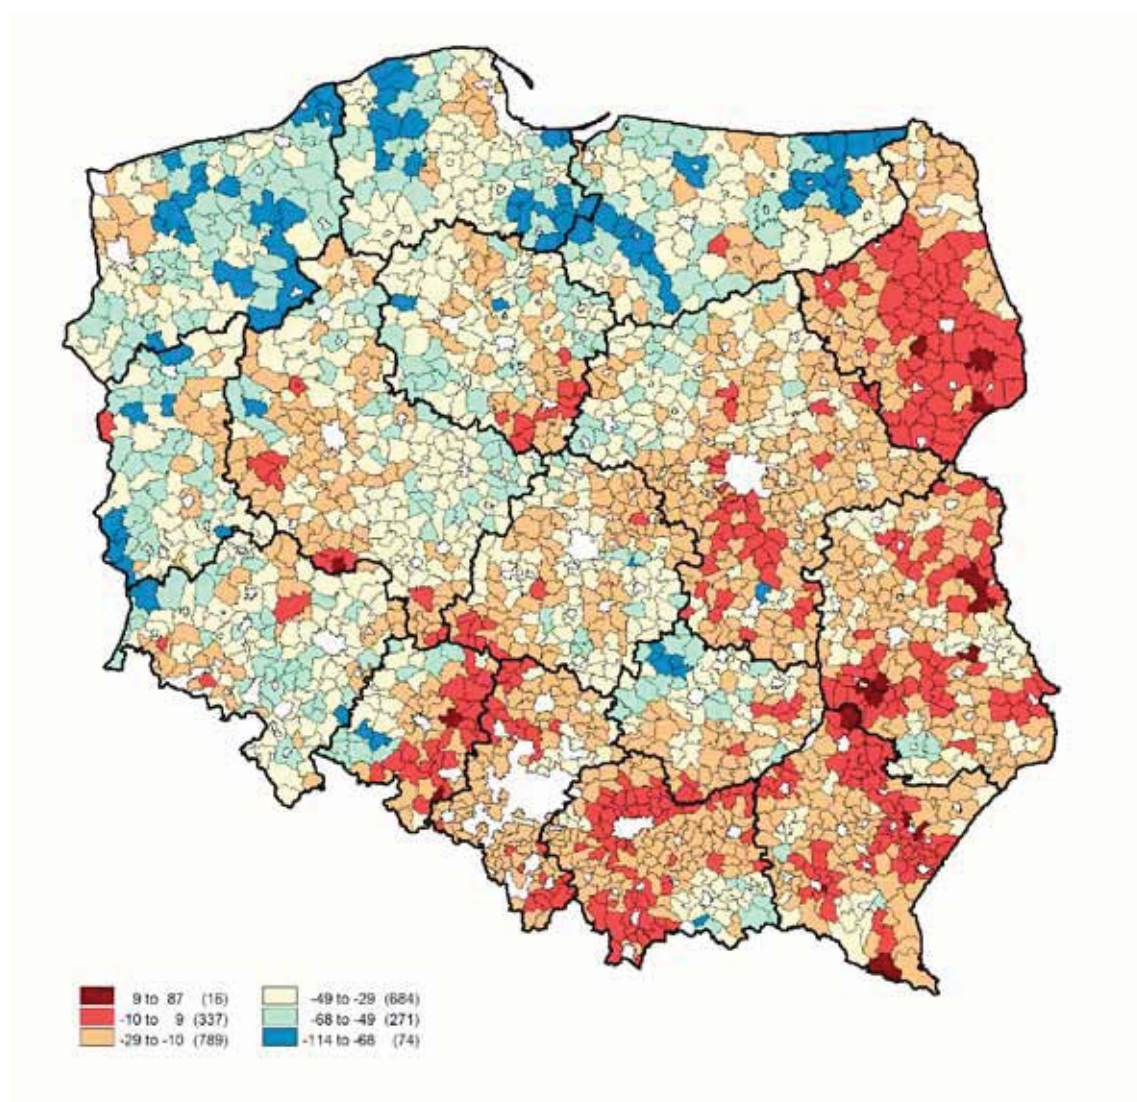 9 to 87 (16)
-10 to 9 (337)
-29 to -10 (789)
-49 to -29 (684)
-68 to -49 (271)
-114 to -68 (74)